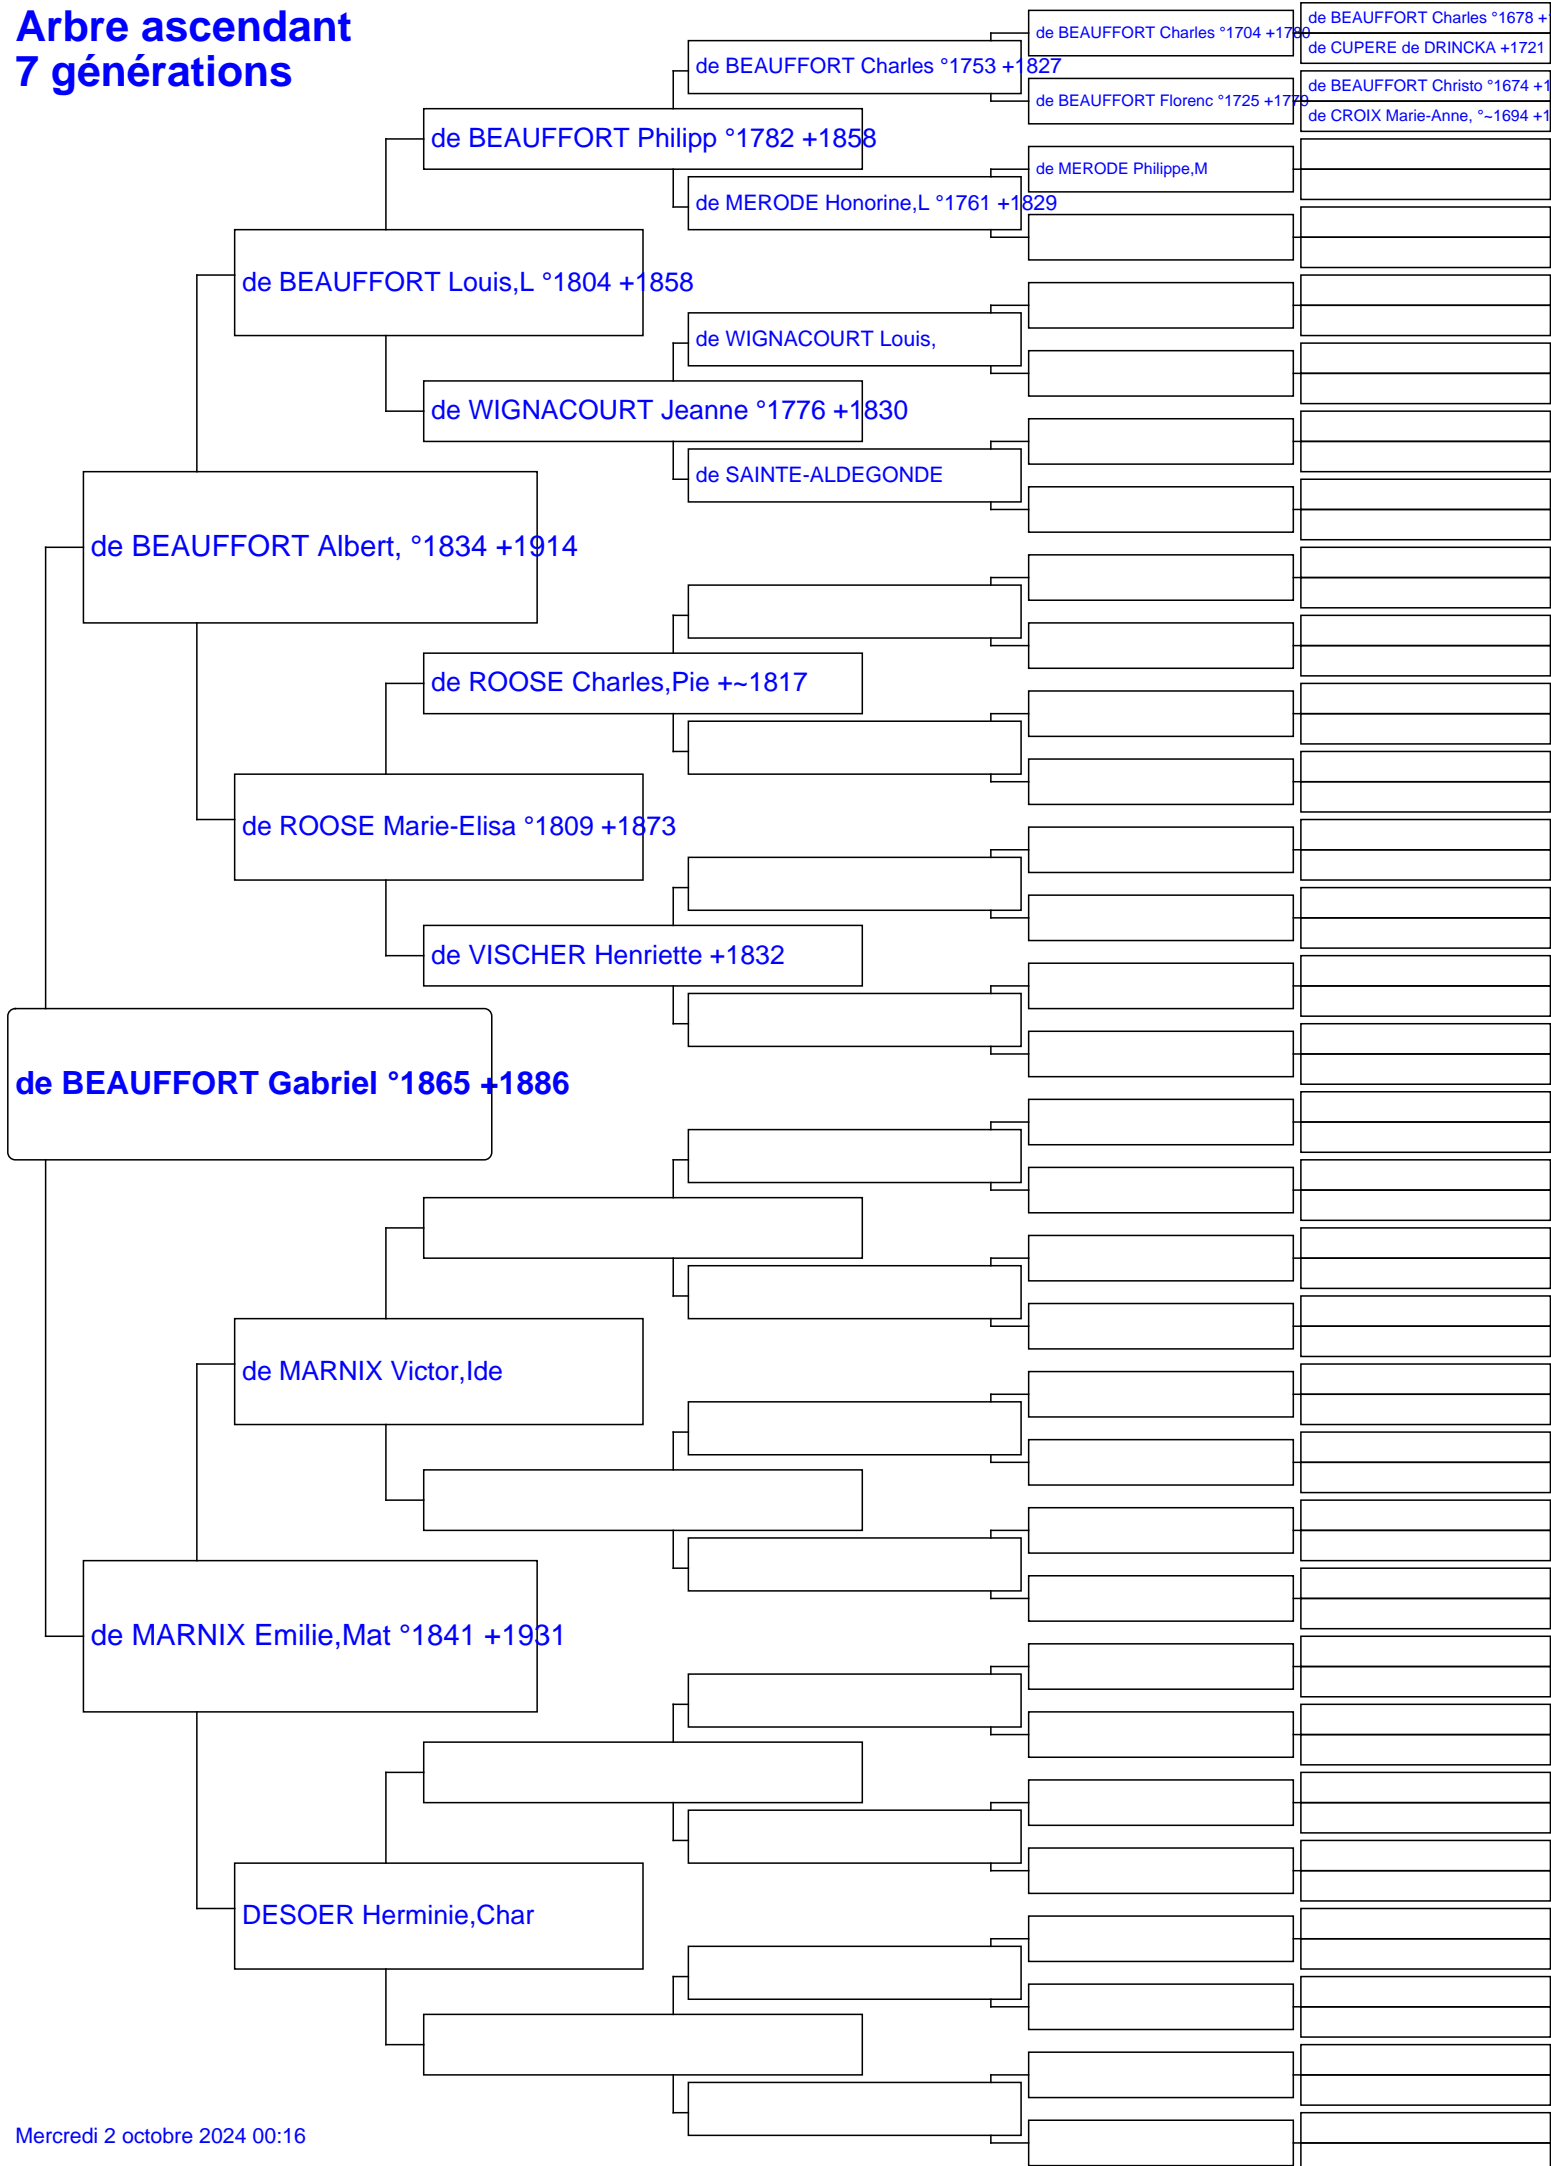 Arbre ascendant
7 générations
de BEAUFFORT Charles °1678 +
de BEAUFFORT Charles °1704 +1780
de CUPERE de DRINCKA +1721
de BEAUFFORT Charles °1753 +1827
de BEAUFFORT Christo °1674 +1
de BEAUFFORT Florenc °1725 +1779
de CROIX Marie-Anne, °~1694 +1
de BEAUFFORT Philipp °1782 +1858
de MERODE Philippe,M
de MERODE Honorine,L °1761 +1829
de BEAUFFORT Louis,L °1804 +1858
de WIGNACOURT Louis,
de WIGNACOURT Jeanne °1776 +1830
de SAINTE-ALDEGONDE
de BEAUFFORT Albert, °1834 +1914
de ROOSE Charles,Pie +~1817
de ROOSE Marie-Elisa °1809 +1873
de VISCHER Henriette +1832
de BEAUFFORT Gabriel °1865 +1886
de MARNIX Victor,Ide
de MARNIX Emilie,Mat °1841 +1931
DESOER Herminie,Char
Mercredi 2 octobre 2024 00:16